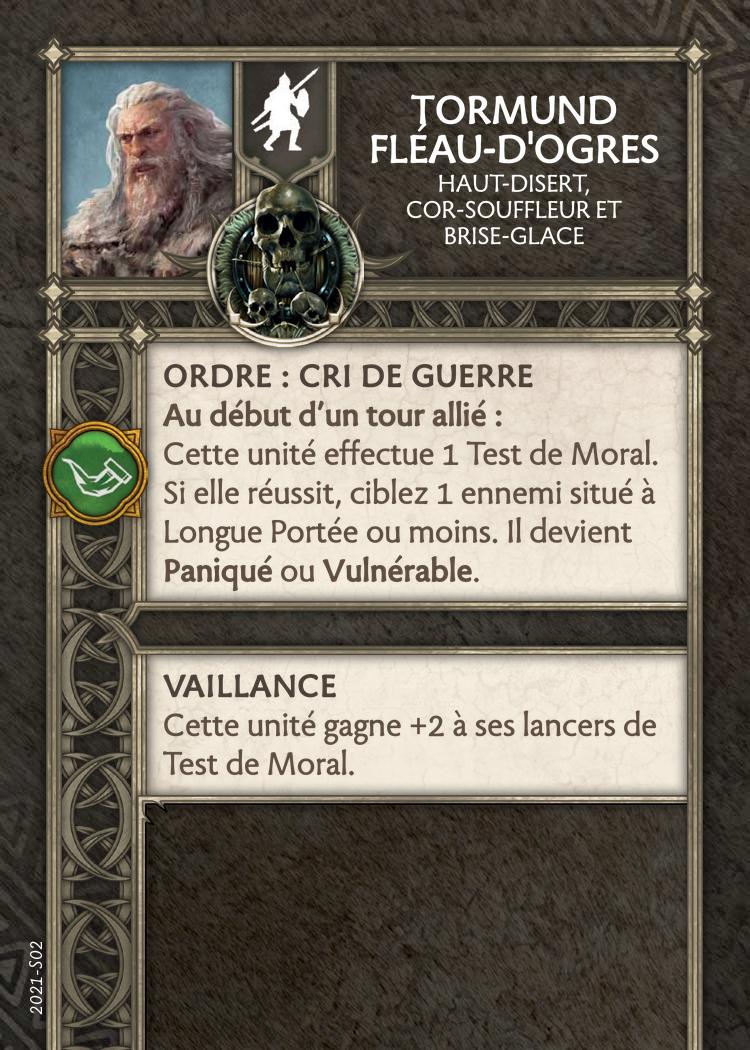 TORMUND
FLÉAU-D'OGRES
HAUT-DISERT,
COR-SOUFFLEUR ET
BRISE-GLACE
ORDRE : CRI DE GUERRE
Au début d’un tour allié :
Cette unité effectue 1 Test de Moral.
Si elle réussit, ciblez 1 ennemi situé à
Longue Portée ou moins. Il devient
Paniqué ou Vulnérable.
VAILLANCE
Cette unité gagne +2 à ses lancers de
Test de Moral.
2021-S02